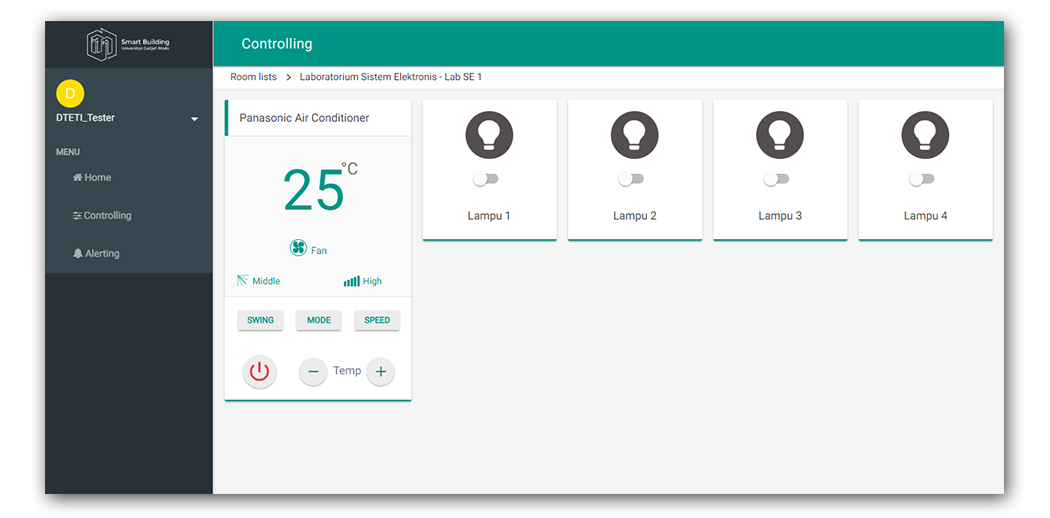 Smart Building
Universitas Gadjah Mada
Controlling
Room lists > Laboratorium Sistem Elektronis - Lab SE 1
D
DTETI_Tester
MENU
Home
Controlling
Alerting
Panasonic Air Conditioner
25°C
Fan
Middle
High
SWING
MODE
SPEED
− Temp +
Lampu 1
Lampu 2
Lampu 3
Lampu 4